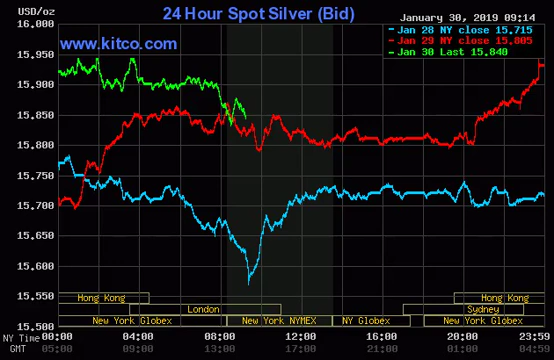 24 Hour Spot Silver (Bid)
USD/oz
January 30, 2019 09:14
www.kitco.com
Jan 28 NY close 15.715
Jan 29 NY close 15.805
Jan 30 Last 15.840
16,000
15,950
15,900
15,850
15,800
15,750
15,700
15,650
15,600
15,550
15,500
Hong Kong Hong Kong
London Sydney
New York Globex New York NYMEX NY Globex New York Globex
NY Time 00:00 04:00 08:00 12:00 16:00 20:00 23:59
GMT 05:00 09:00 13:00 17:00 21:00 01:00 04:59